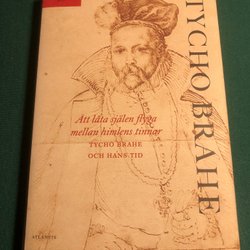 TYCHO BRAHE
Att låta själen flyga
mellan himlens tinnar
TYCHO BRAHE
OCH HANS TID
ATLANTIS